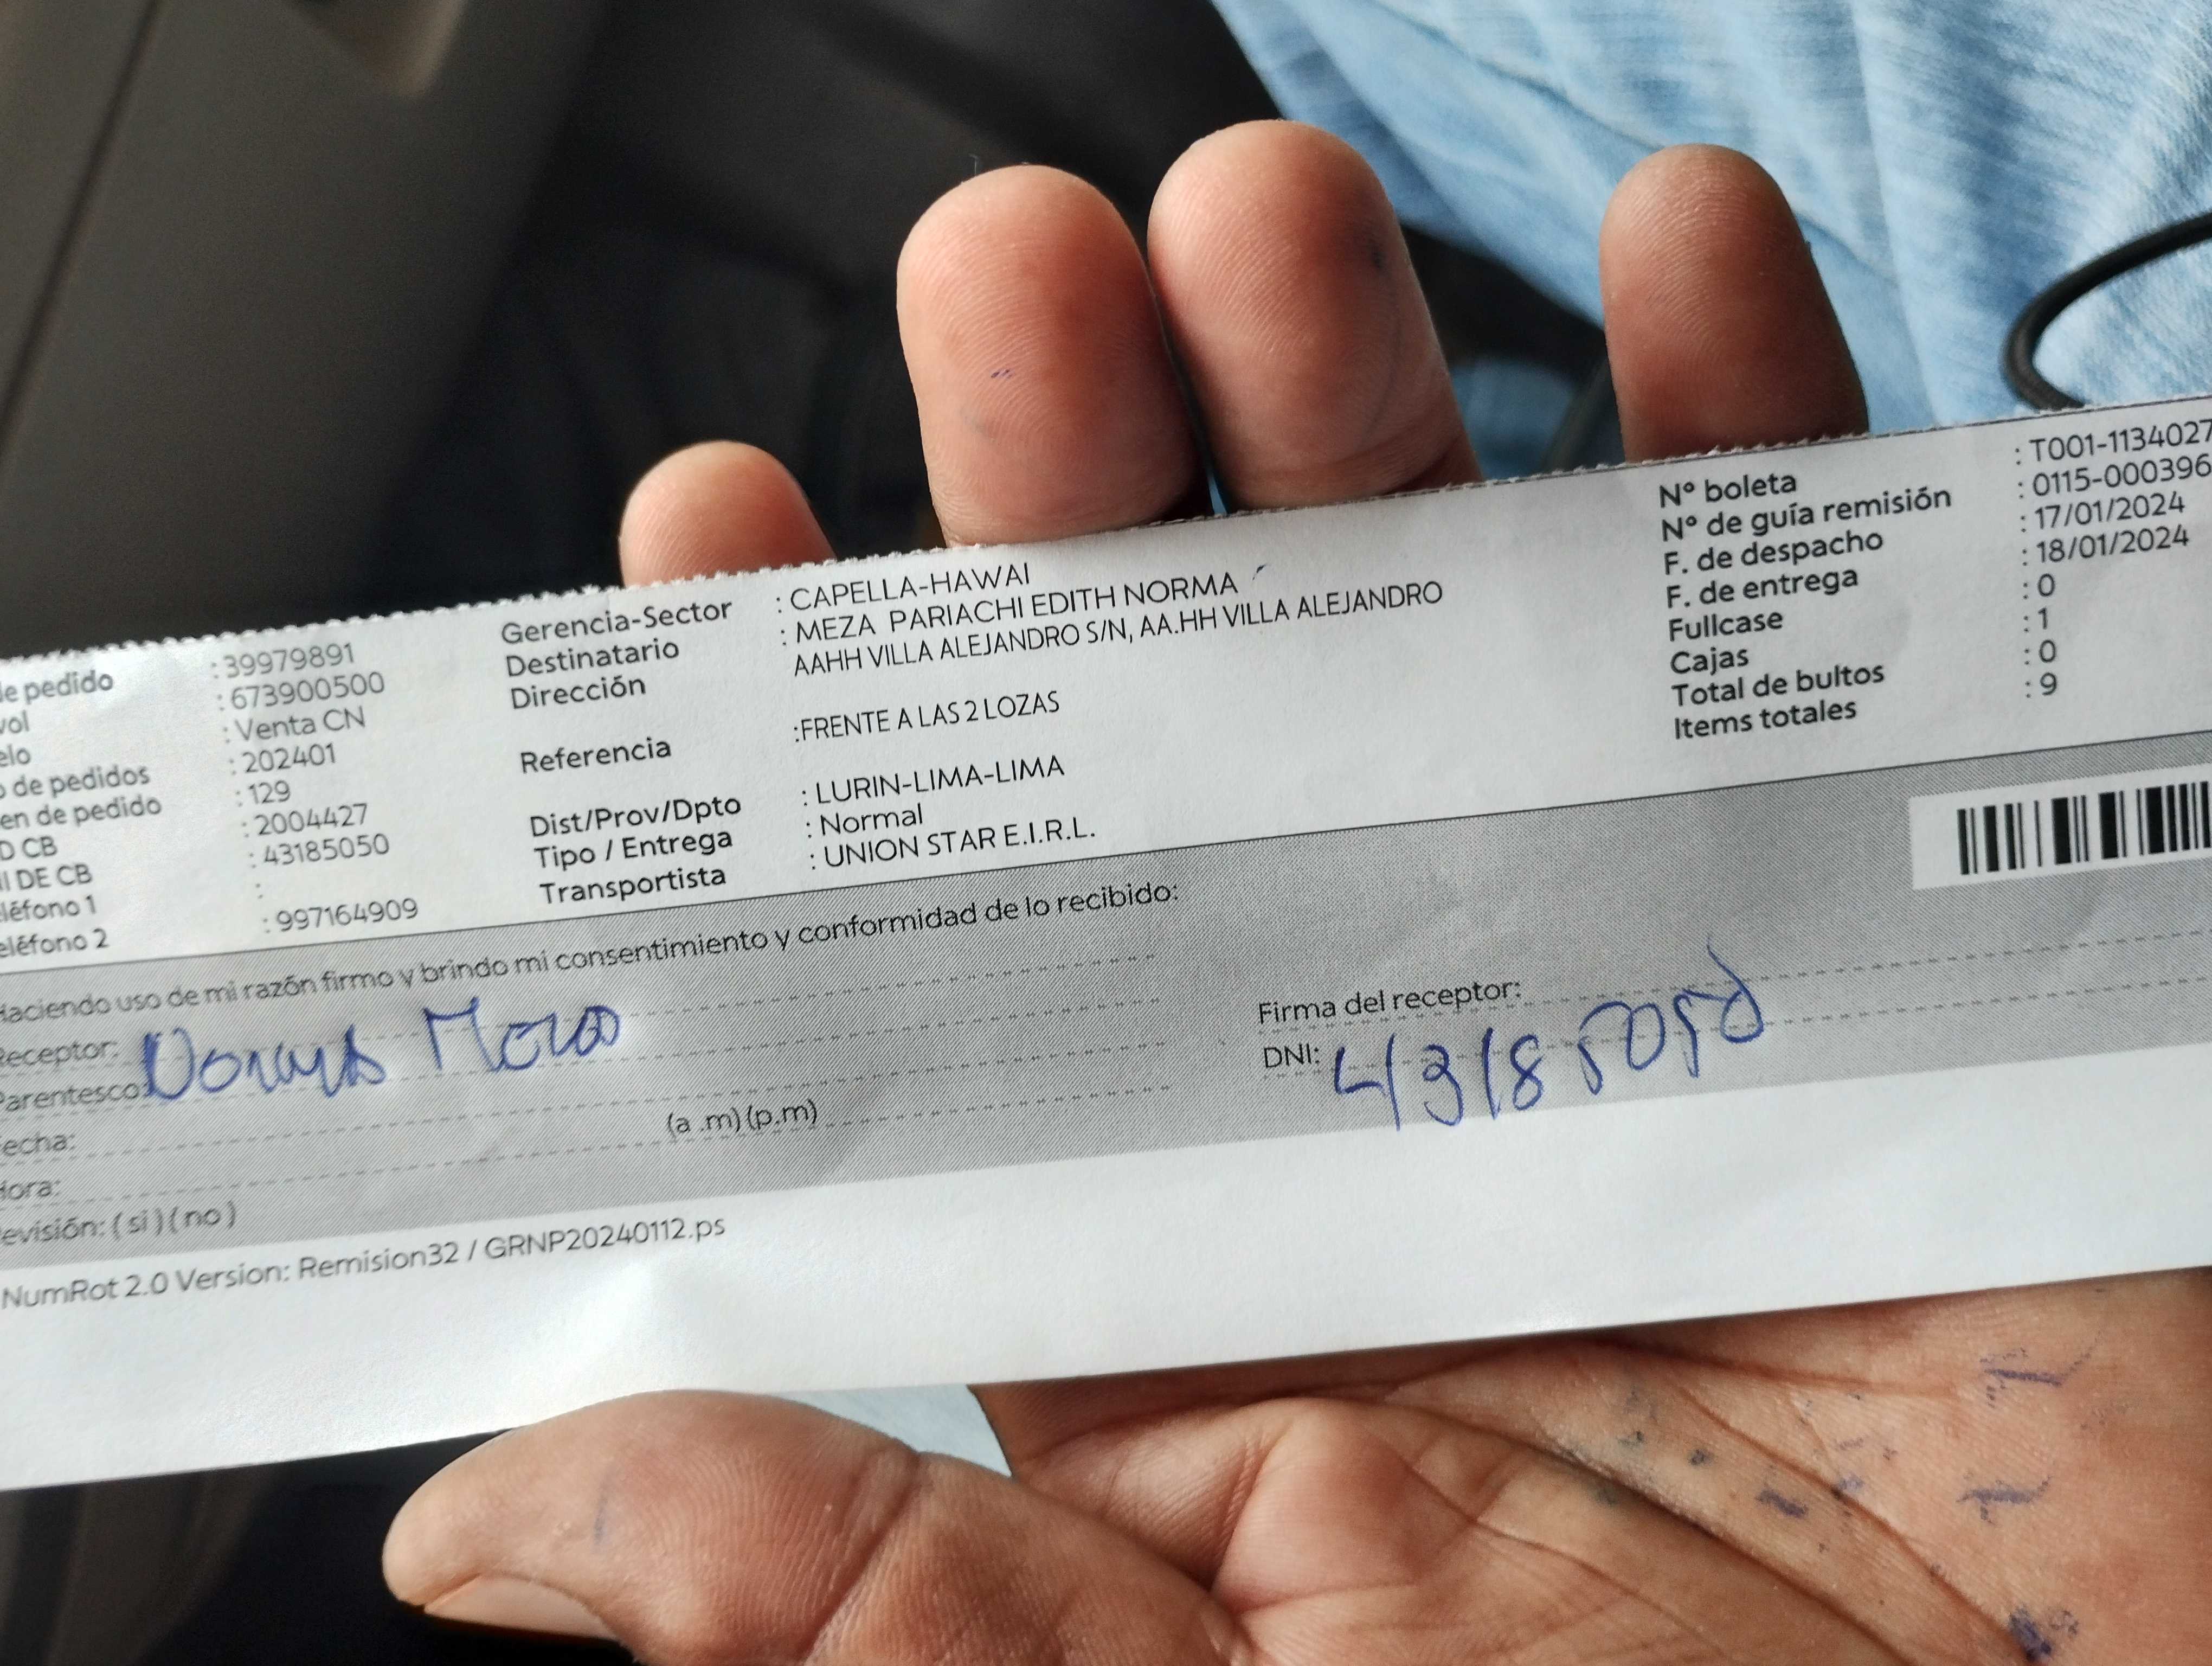 de pedido : 39979891
: 673900500
: Venta CN
de pedidos : 202401
en de pedido : 129
CB : 2004427
DE CB : 43185050
léfono 1 :
eléfono 2 : 997164909
Gerencia-Sector : CAPELLA-HAWAI
Destinatario : MEZA PARIACHI EDITH NORMA
Dirección AAHH VILLA ALEJANDRO S/N, AA.HH VILLA ALEJANDRO
Referencia :FRENTE A LAS 2 LOZAS
Dist/Prov/Dpto : LURIN-LIMA-LIMA
Tipo / Entrega : Normal
Transportista : UNION STAR E.I.R.L.
N° boleta : T001-1134027
N° de guía remisión : 0115-000396
F. de despacho : 17/01/2024
F. de entrega : 18/01/2024
Fullcase : 0
Cajas : 1
Total de bultos : 0
Items totales : 9
Haciendo uso de mi razón firmo y brindo mi consentimiento y conformidad de lo recibido:
Receptor:
Parentesco:
Fecha:
Hora: (a .m) (p.m)
evisión: ( si ) ( no )
Firma del receptor:
DNI: 43185050
NumRot 2.0 Version: Remision32 / GRNP20240112.ps